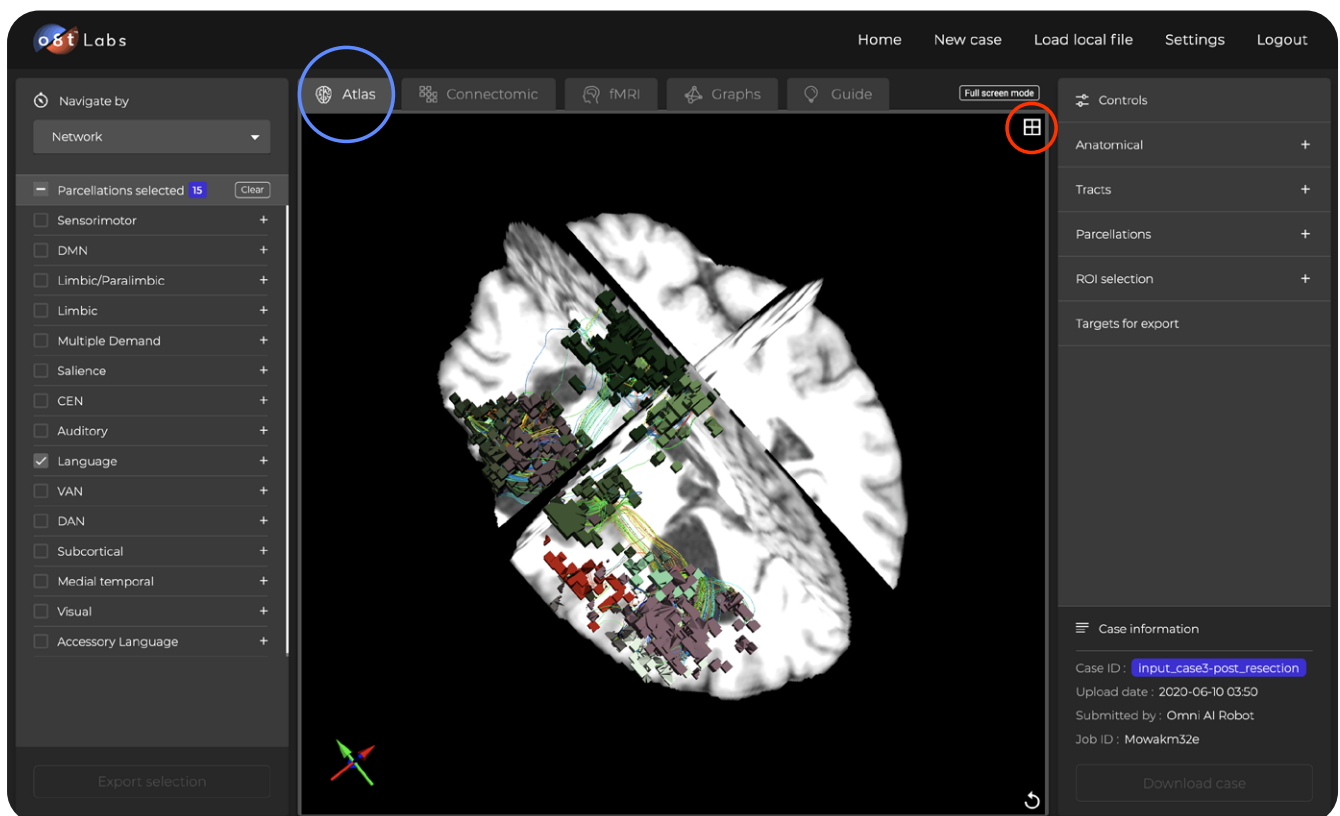 o8t Labs
Home New case Load local file Settings Logout
Navigate by
Network
Parcellations selected 15 Clear
Sensorimotor +
DMN +
Limbic/Paralimbic +
Limbic +
Multiple Demand +
Salience +
CEN +
Auditory +
Language +
VAN +
DAN +
Subcortical +
Medial temporal +
Visual +
Accessory Language +
Export selection
Atlas Connectomic fMRI Graphs Guide Full screen mode
Controls
Anatomical +
Tracts +
Parcellations +
ROI selection +
Targets for export
Case information
Case ID : input_case3-post_resection
Upload date : 2020-06-10 03:50
Submitted by : Omni AI Robot
Job ID : Mowakm32e
Download case